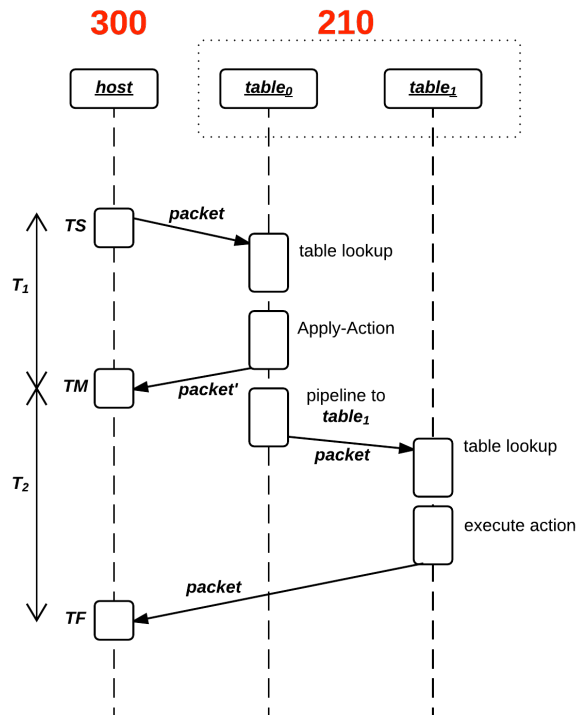 300 210
host table₀ table₁
TS packet
table lookup
T₁
Apply-Action
TM packet'
pipeline to
table₁
packet table lookup
T₂
execute action
packet
TF